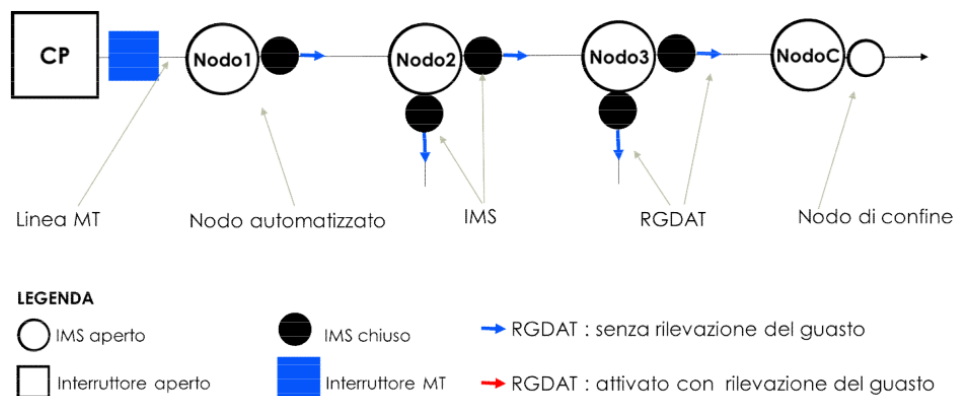 CP
Nodo1
Nodo2
Nodo3
NodoC
Linea MT
Nodo automatizzato
IMS
RGDAT
Nodo di confine
LEGENDA
IMS aperto
IMS chiuso
RGDAT : senza rilevazione del guasto
Interruttore aperto
Interruttore MT
RGDAT : attivato con rilevazione del guasto